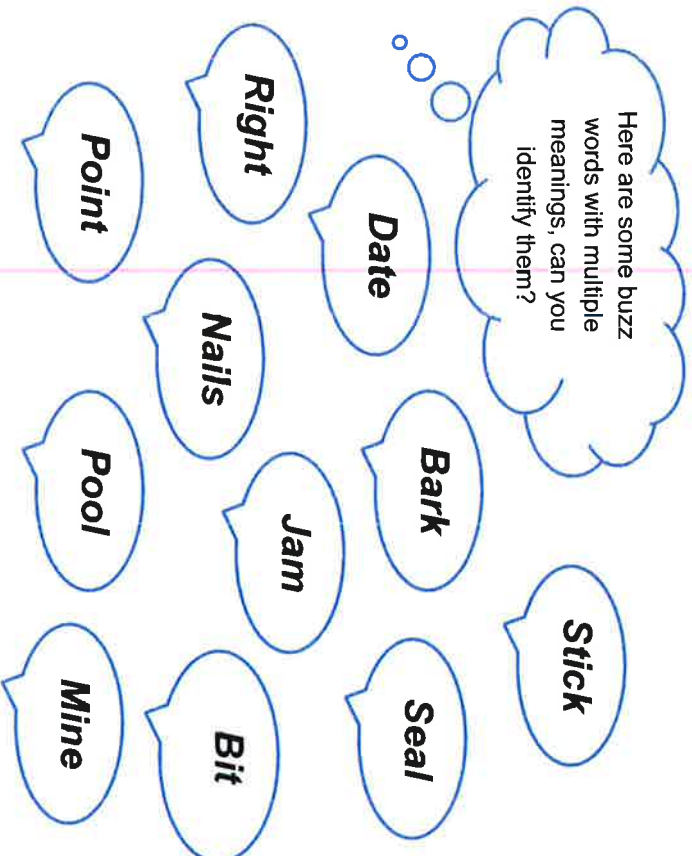 Here are some buzz
words with multiple
meanings, can you
identify them?
Stick
Bark
Seal
Date
Jam
Right
Nails
Bit
Point
Pool
Mine